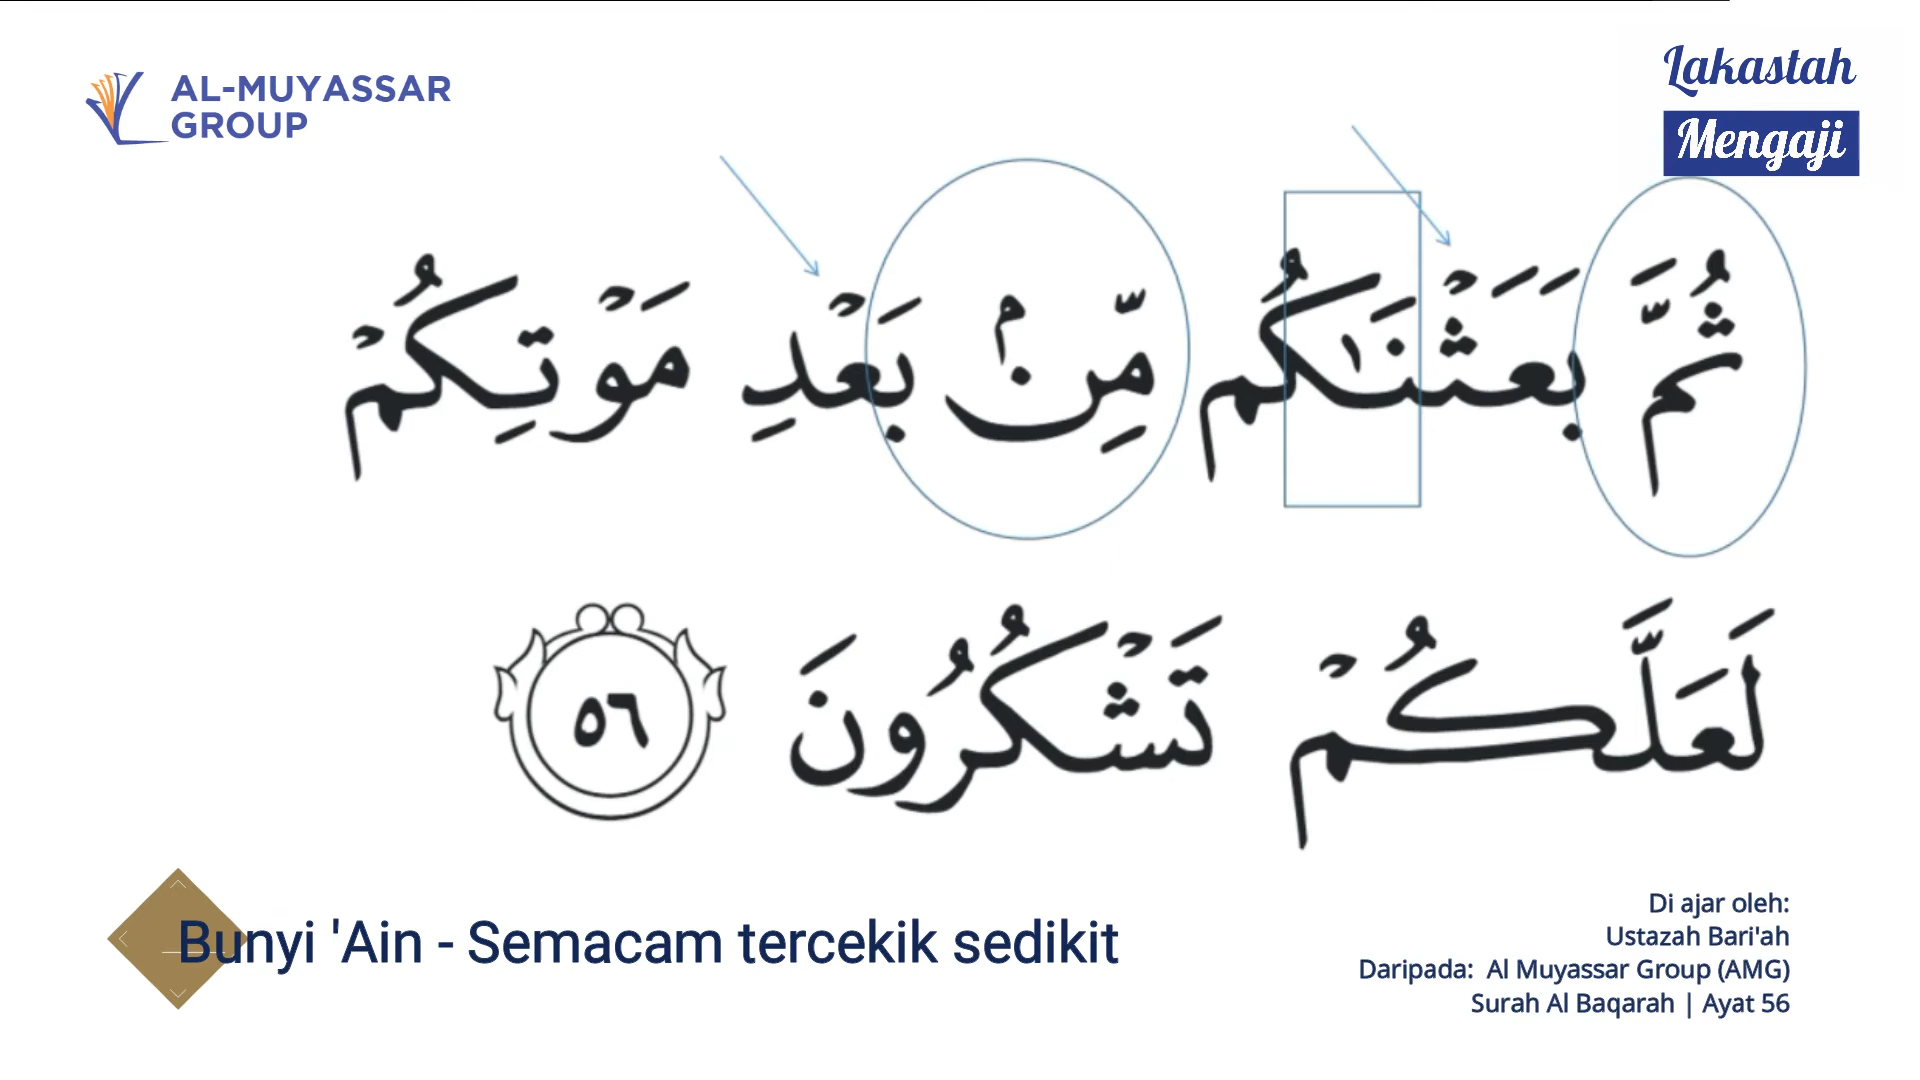 AL-MUYASSAR
GROUP
Lakastah
Mengaji
ثُمَّ بَعَثْنَـٰكُم مِّنۢ بَعْدِ مَوْتِكُمْ
لَعَلَّكُمْ تَشْكُرُونَ ٥٦
Bunyi 'Ain - Semacam tercekik sedikit
Di ajar oleh:
Ustazah Bari'ah
Daripada: Al Muyassar Group (AMG)
Surah Al Baqarah | Ayat 56